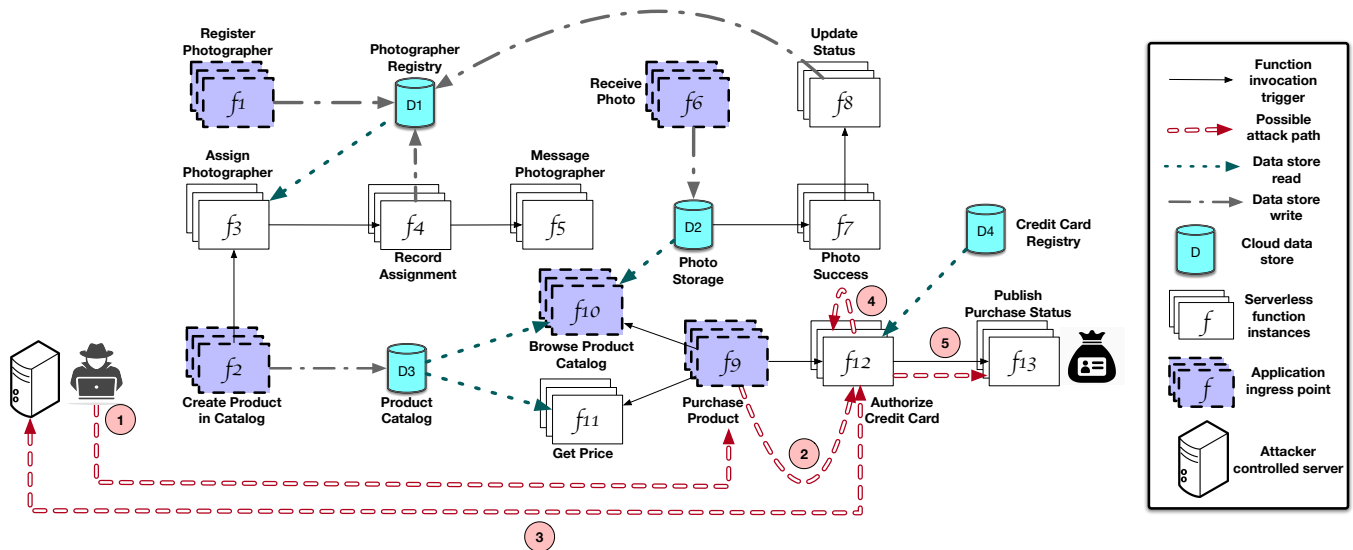 Register
Photographer
f1
Photographer
Registry
D1
Receive
Photo
f6
Update
Status
f8
Assign
Photographer
f3
f4
Record
Assignment
Message
Photographer
f5
D2
Photo
Storage
f7
Photo
Success
D4
Credit Card
Registry
f2
Create Product
in Catalog
D3
Product
Catalog
f10
Browse Product
Catalog
f11
Get Price
f9
Purchase
Product
4
f12
Authorize
Credit Card
5
Publish
Purchase Status
f13
1
2
3
Function
invocation
trigger
Possible
attack path
Data store
read
Data store
write
D
Cloud data
store
f
Serverless
function
instances
f
Application
ingress point
Attacker
controlled server